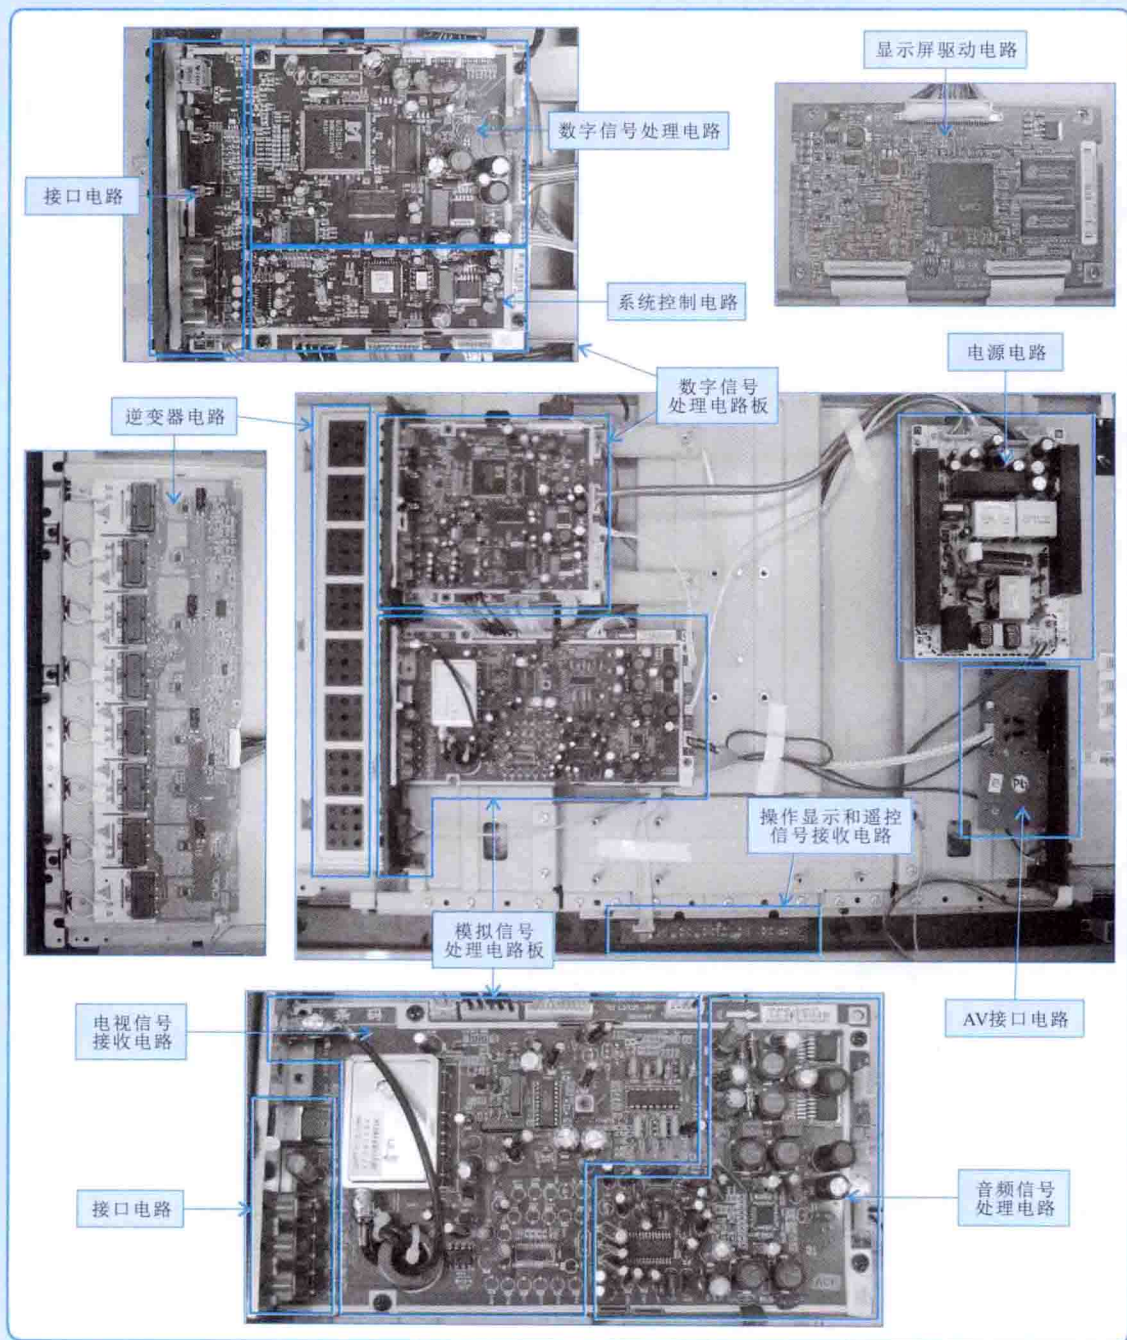 显示屏驱动电路
数字信号处理电路
接口电路
系统控制电路
电源电路
数字信号
处理电路板
逆变器电路
操作显示和遥控
信号接收电路
模拟信号
处理电路板
电视信号
接收电路
AV接口电路
接口电路
音频信号
处理电路